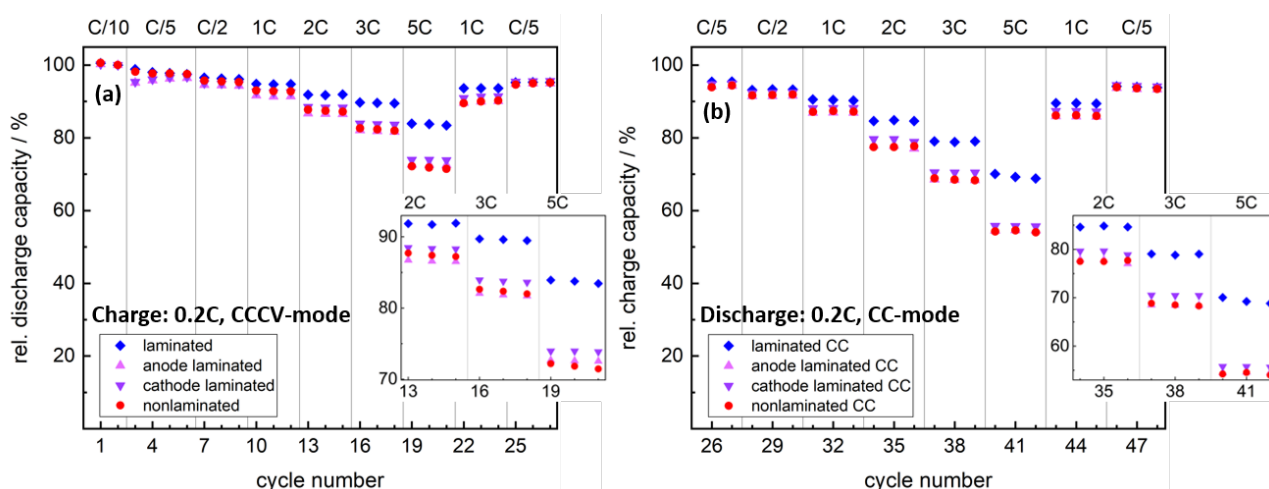 C/10 C/5 C/2 1C 2C 3C 5C 1C C/5
100
80
60
40
20
rel. discharge capacity / %
(a)
Charge: 0.2C, CCCV-mode
laminated
anode laminated
cathode laminated
nonlaminated
2C 3C 5C
90
80
70
13 16 19
1 4 7 10 13 16 19 22 25
cycle number
C/5 C/2 1C 2C 3C 5C 1C C/5
100
80
60
40
20
rel. charge capacity / %
(b)
Discharge: 0.2C, CC-mode
laminated CC
anode laminated CC
cathode laminated CC
nonlaminated CC
2C 3C 5C
80
70
60
35 38 41
26 29 32 35 38 41 44 47
cycle number